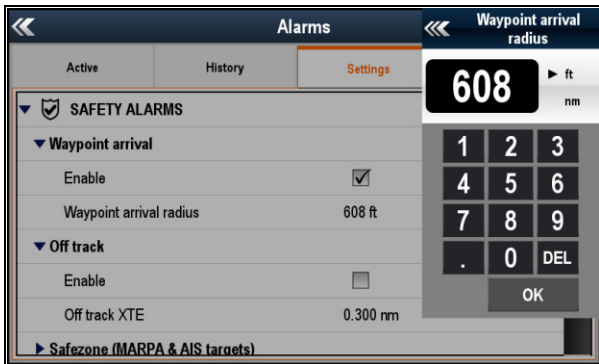 Alarms
Active History Settings
SAFETY ALARMS
Waypoint arrival
Enable
Waypoint arrival radius 608 ft
Off track
Enable
Off track XTE 0.300 nm
Safezone (MARPA & AIS targets)
Waypoint arrival
radius
608 ft
nm
1 2 3
4 5 6
7 8 9
. 0 DEL
OK